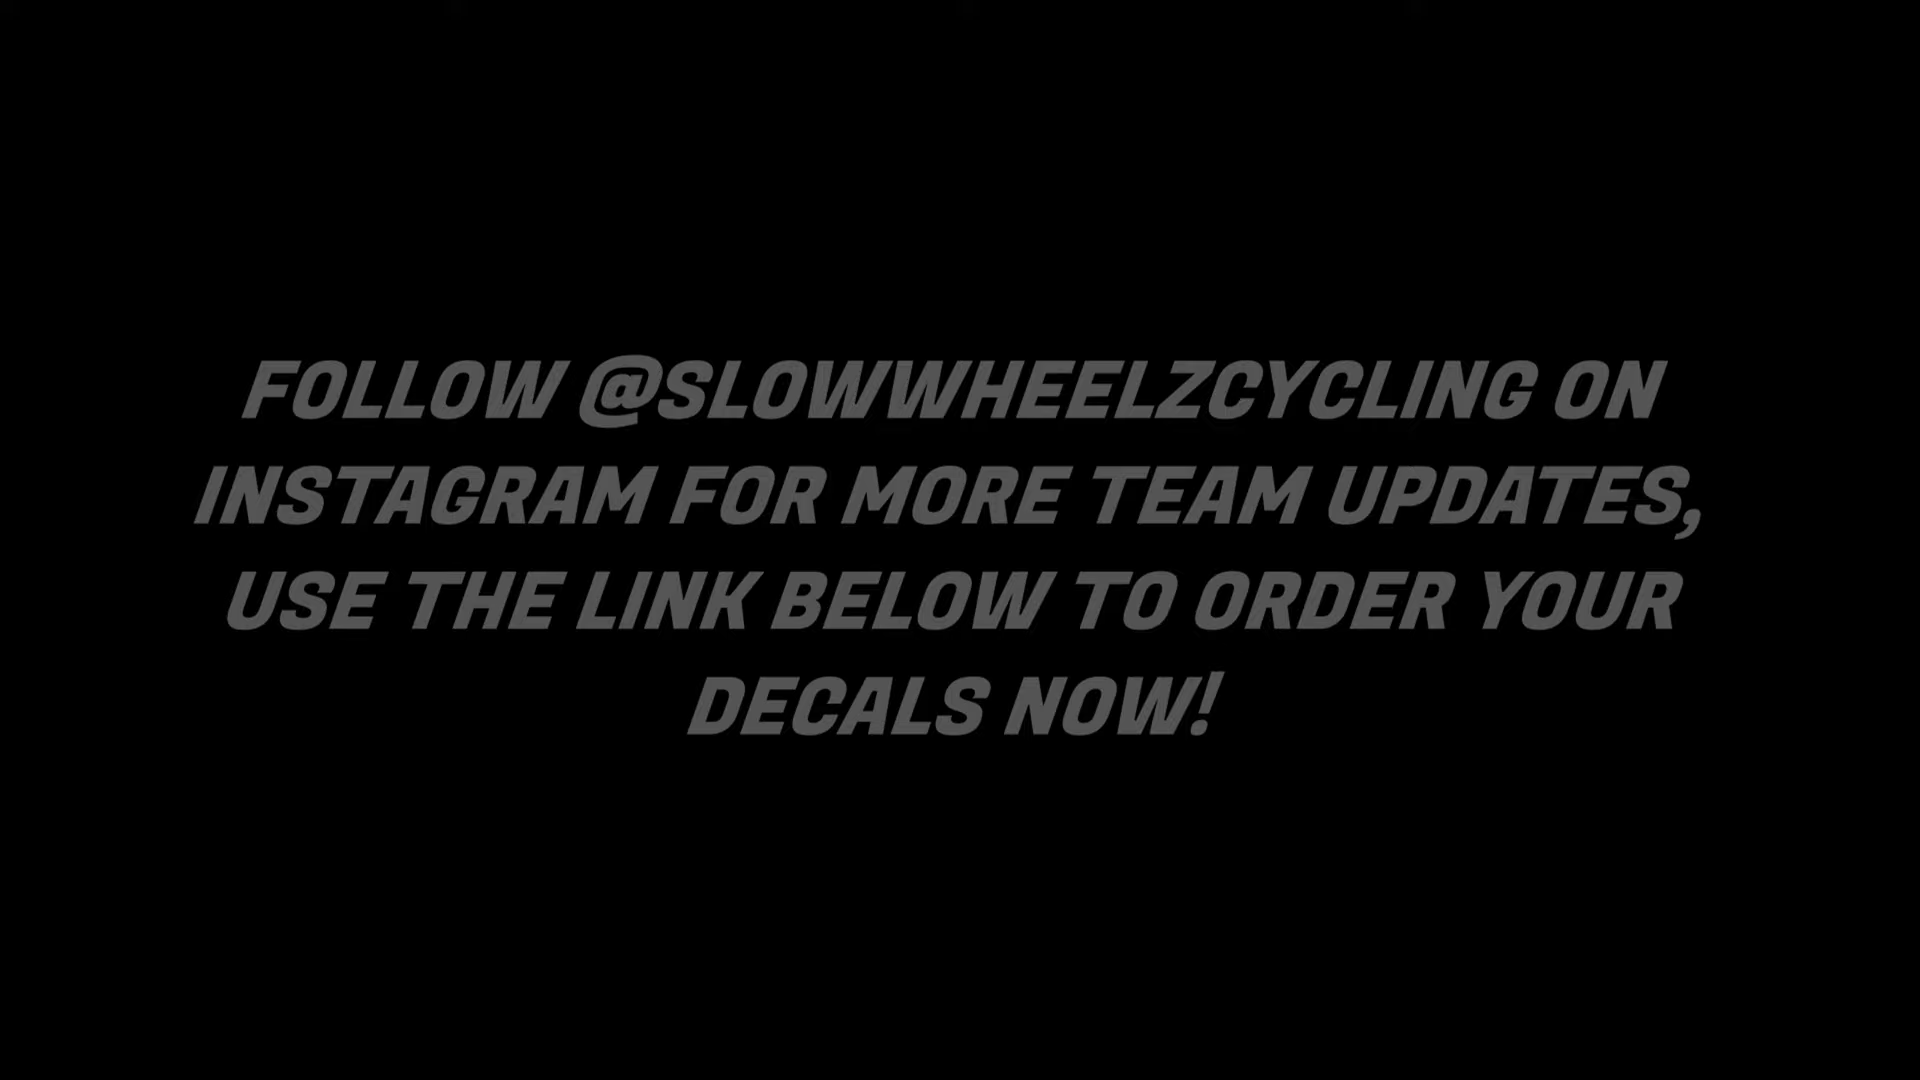 FOLLOW @SLOWWHEELZCYCLING ON
INSTAGRAM FOR MORE TEAM UPDATES,
USE THE LINK BELOW TO ORDER YOUR
DECALS NOW!